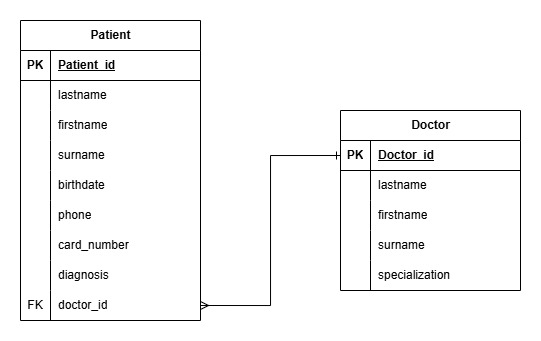 Patient
PK Patient_id
lastname
firstname
surname
birthdate
phone
card_number
diagnosis
FK doctor_id
Doctor
PK Doctor_id
lastname
firstname
surname
specialization